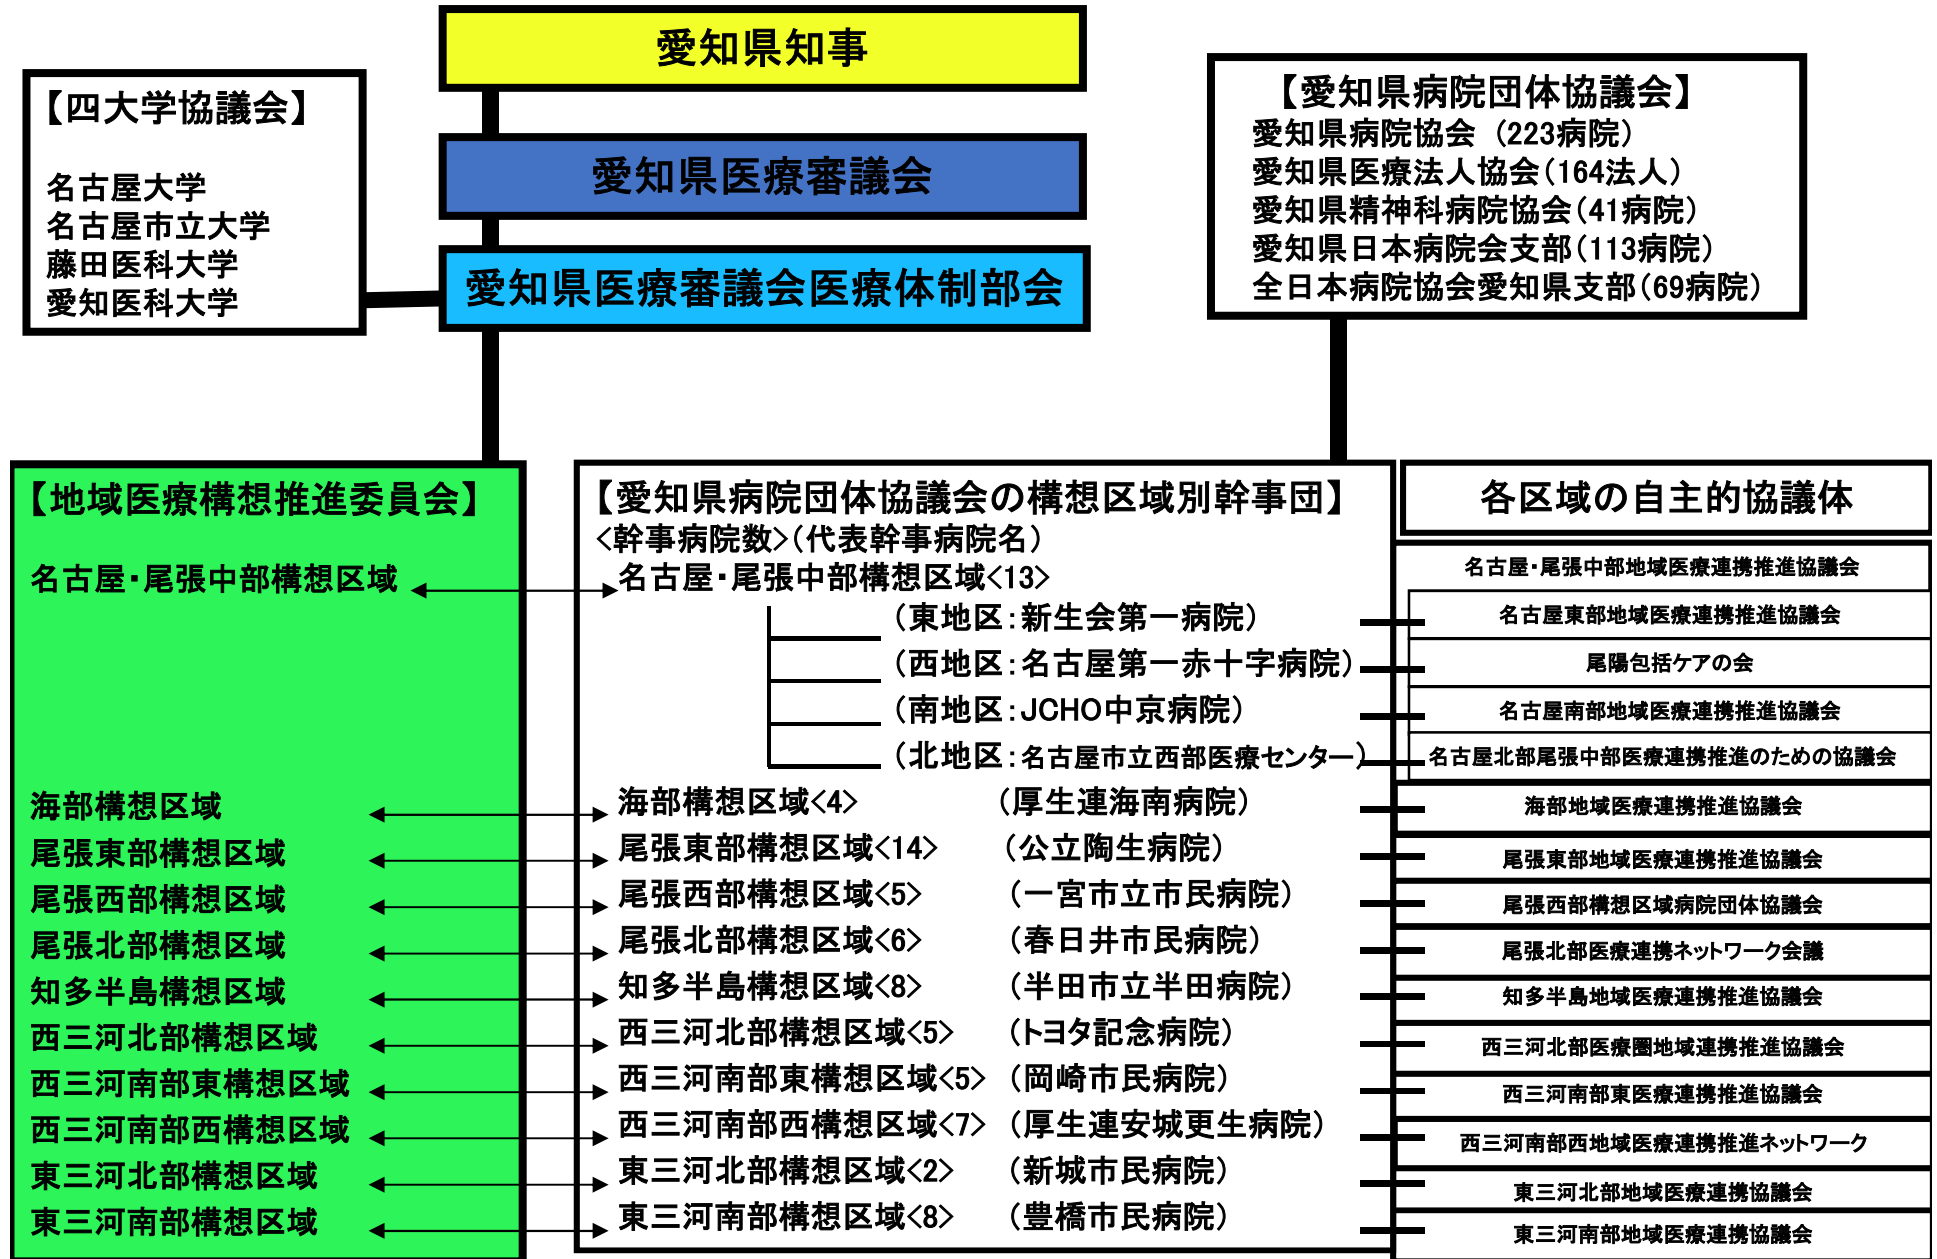 愛知県知事
愛知県医療審議会
愛知県医療審議会医療体制部会
【四大学協議会】
名古屋大学
名古屋市立大学
藤田医科大学
愛知医科大学
【愛知県病院団体協議会】
愛知県病院協会 (223病院)
愛知県医療法人協会(164法人)
愛知県精神科病院協会(41病院)
愛知県日本病院会支部(113病院)
全日本病院協会愛知県支部(69病院)
【地域医療構想推進委員会】
名古屋・尾張中部構想区域
海部構想区域
尾張東部構想区域
尾張西部構想区域
尾張北部構想区域
知多半島構想区域
西三河北部構想区域
西三河南部東構想区域
西三河南部西構想区域
東三河北部構想区域
東三河南部構想区域
【愛知県病院団体協議会の構想区域別幹事団】
<幹事病院数>(代表幹事病院名)
名古屋・尾張中部構想区域<13>
(東地区:新生会第一病院)
(西地区:名古屋第一赤十字病院)
(南地区:JCHO中京病院)
(北地区:名古屋市立西部医療センター)
海部構想区域<4> (厚生連海南病院)
尾張東部構想区域<14> (公立陶生病院)
尾張西部構想区域<5> (一宮市立市民病院)
尾張北部構想区域<6> (春日井市民病院)
知多半島構想区域<8> (半田市立半田病院)
西三河北部構想区域<5> (トヨタ記念病院)
西三河南部東構想区域<5> (岡崎市民病院)
西三河南部西構想区域<7> (厚生連安城更生病院)
東三河北部構想区域<2> (新城市民病院)
東三河南部構想区域<8> (豊橋市民病院)
各区域の自主的協議体
名古屋・尾張中部地域医療連携推進協議会
名古屋東部地域医療連携推進協議会
尾陽包括ケアの会
名古屋南部地域医療連携推進協議会
名古屋北部尾張中部医療連携推進のための協議会
海部地域医療連携推進協議会
尾張東部地域医療連携推進協議会
尾張西部構想区域病院団体協議会
尾張北部医療連携ネットワーク会議
知多半島地域医療連携推進協議会
西三河北部医療圏地域連携推進協議会
西三河南部東医療連携推進協議会
西三河南部西地域医療連携推進ネットワーク
東三河北部地域医療連携協議会
東三河南部地域医療連携協議会